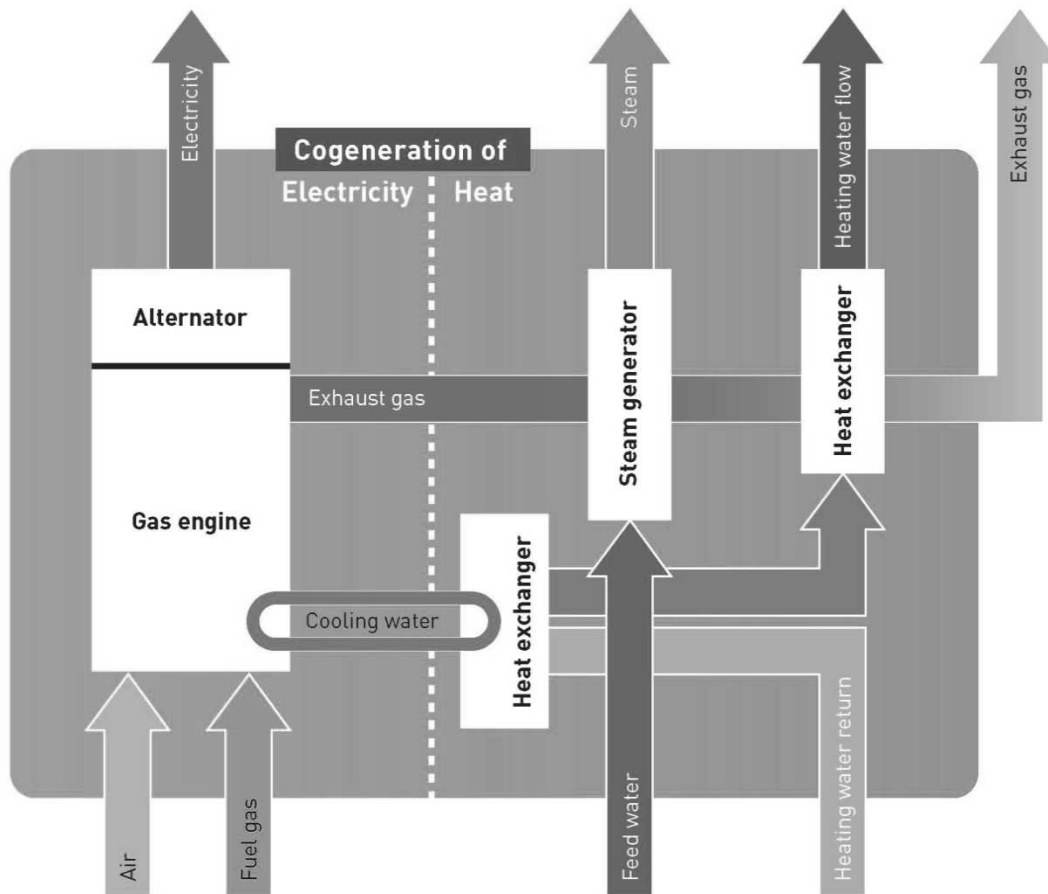 Electricity
Steam
Heating water flow
Exhaust gas
Cogeneration of
Electricity
Heat
Alternator
Exhaust gas
Steam generator
Heat exchanger
Gas engine
Cooling water
Heat exchanger
Air
Fuel gas
Feed water
Heating water return